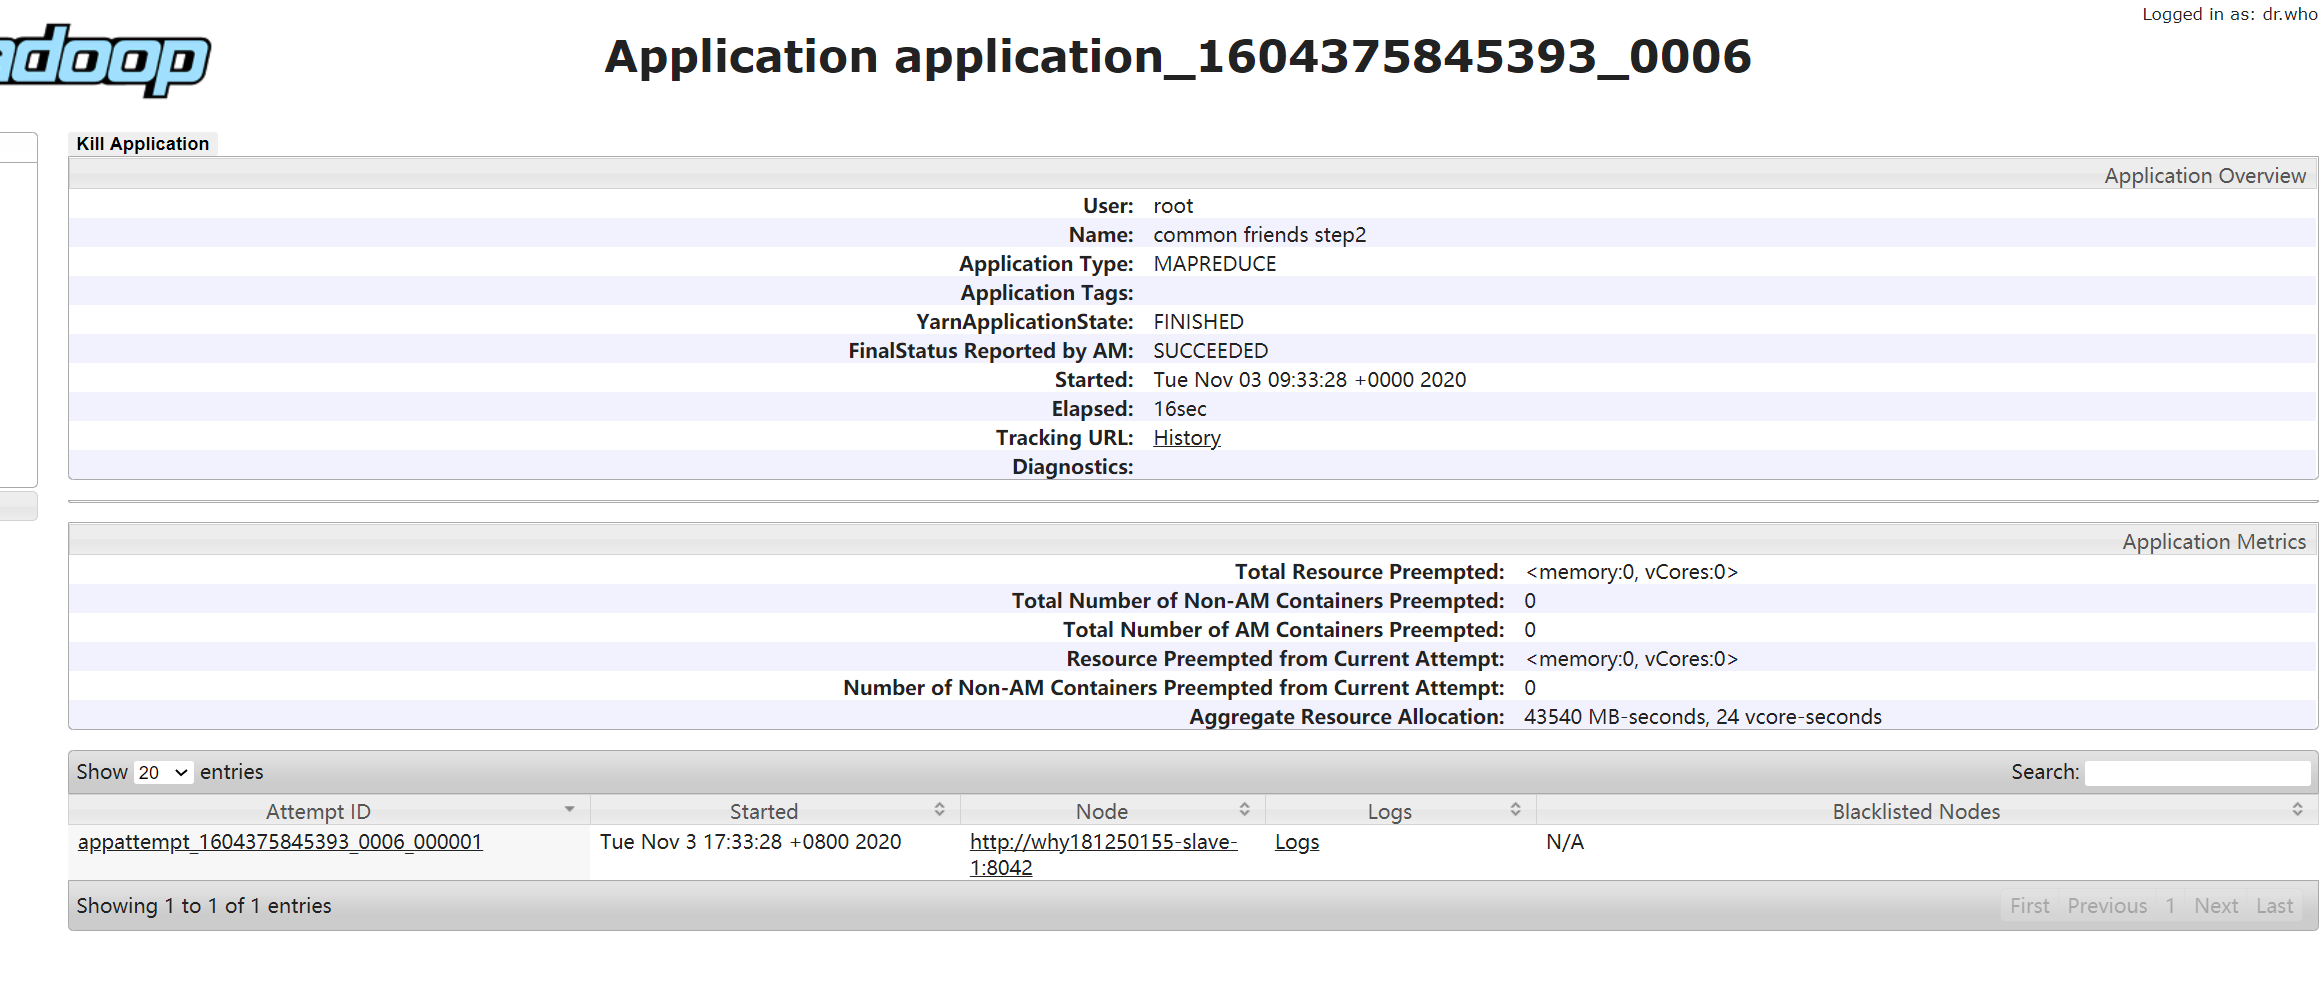 Logged in as: dr.who
adoop
Application application_1604375845393_0006
Kill Application
Application Overview
User: root
Name: common friends step2
Application Type: MAPREDUCE
Application Tags:
YarnApplicationState: FINISHED
FinalStatus Reported by AM: SUCCEEDED
Started: Tue Nov 03 09:33:28 +0000 2020
Elapsed: 16sec
Tracking URL: History
Diagnostics:
Application Metrics
Total Resource Preempted: <memory:0, vCores:0>
Total Number of Non-AM Containers Preempted: 0
Total Number of AM Containers Preempted: 0
Resource Preempted from Current Attempt: <memory:0, vCores:0>
Number of Non-AM Containers Preempted from Current Attempt: 0
Aggregate Resource Allocation: 43540 MB-seconds, 24 vcore-seconds
Show 20 entries Search:
Attempt ID Started Node Logs Blacklisted Nodes
appattempt_1604375845393_0006_000001 Tue Nov 3 17:33:28 +0800 2020 http://why181250155-slave- Logs N/A
1:8042
Showing 1 to 1 of 1 entries First Previous 1 Next Last